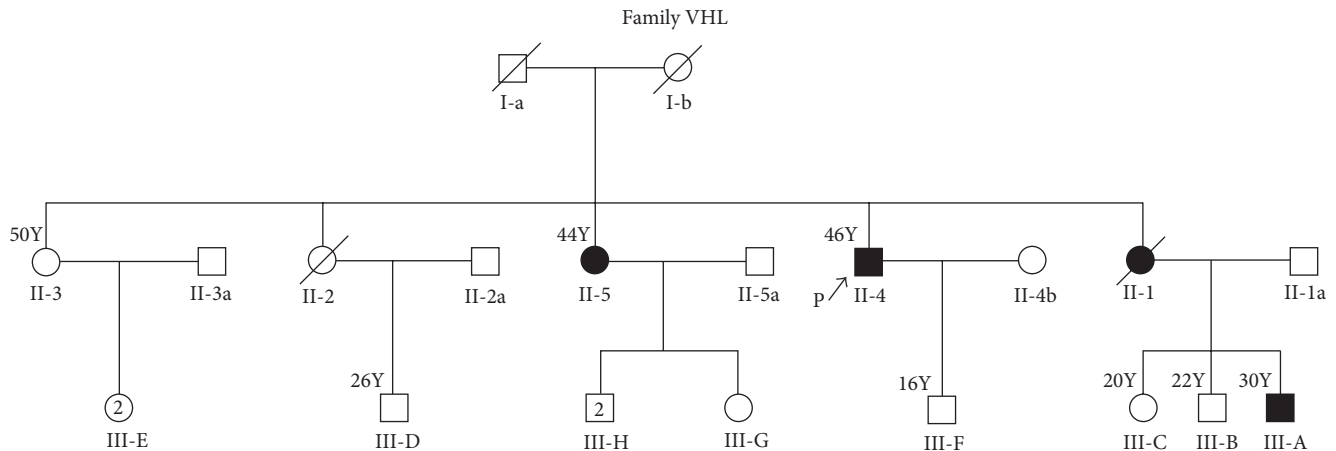 Family VHL
I-a I-b
50Y 44Y 46Y
II-3 II-3a II-2 II-2a II-5 II-5a P II-4 II-4b II-1 II-1a
26Y 16Y 20Y 22Y 30Y
2 2
III-E III-D III-H III-G III-F III-C III-B III-A